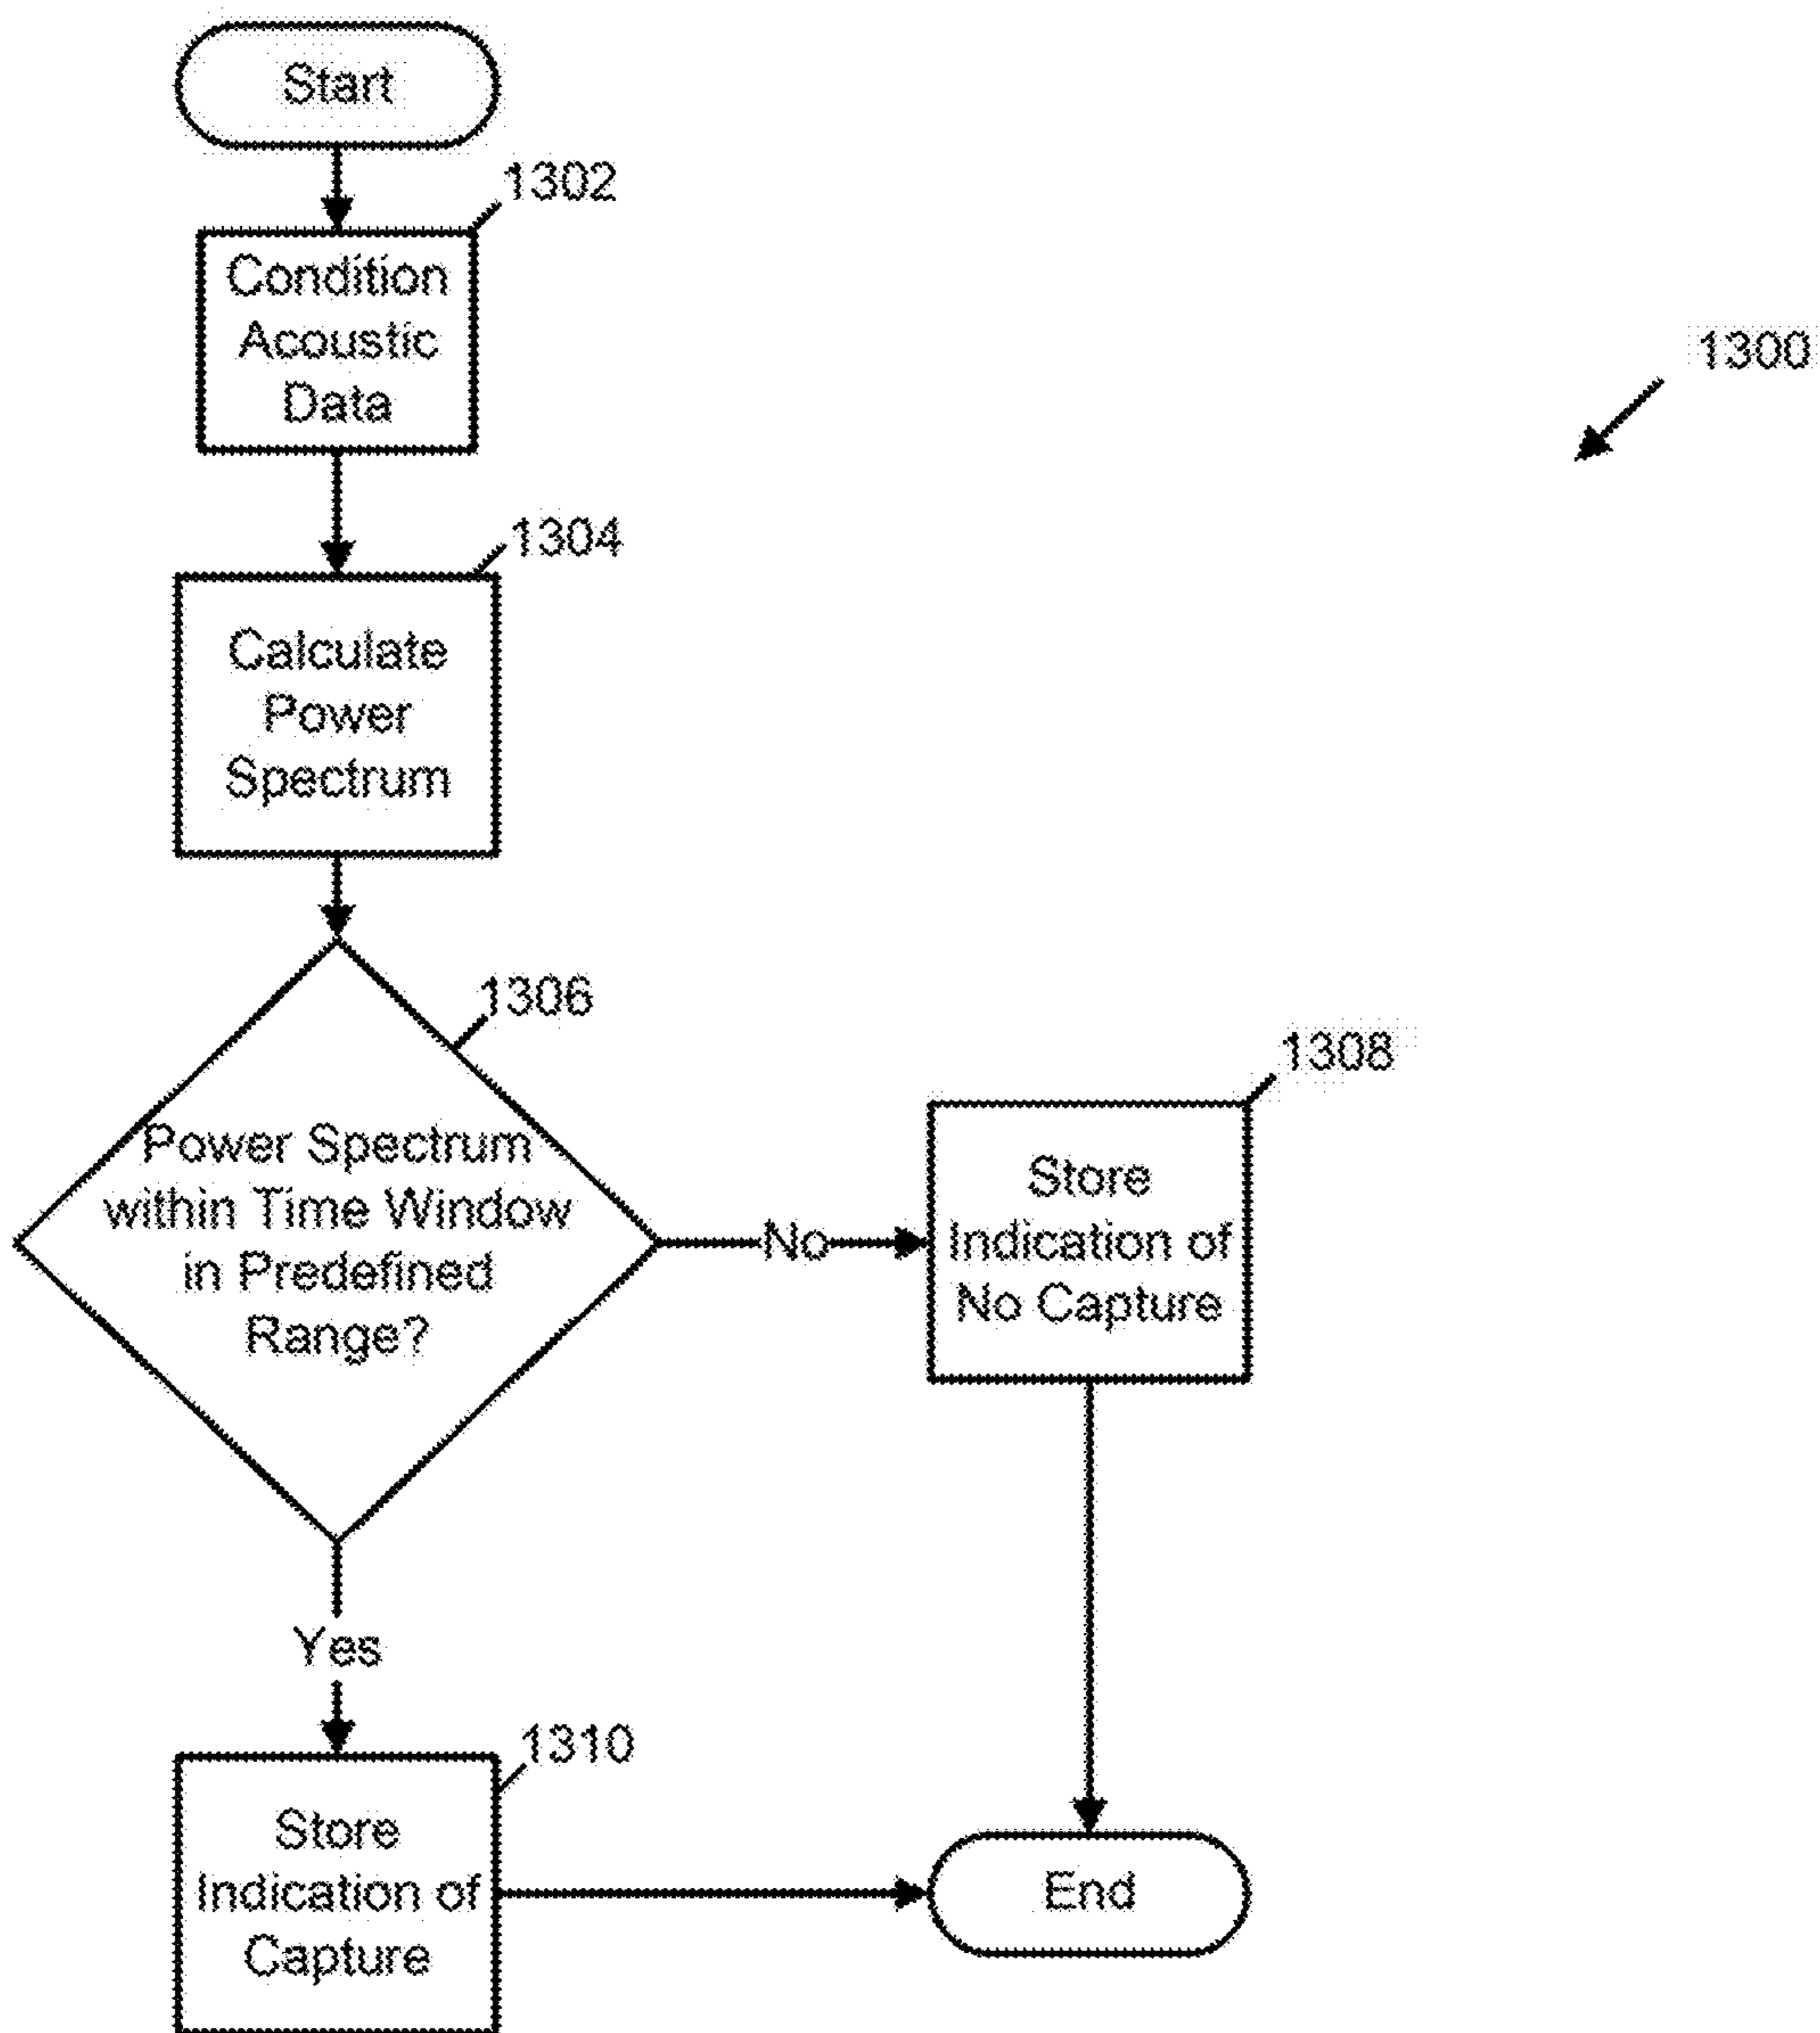 Start
1302
Condition
Acoustic
Data
1300
1304
Calculate
Power
Spectrum
1306
Power Spectrum
within Time Window
in Predefined
Range?
No
1308
Store
Indication of
No Capture
Yes
1310
Store
Indication of
Capture
End